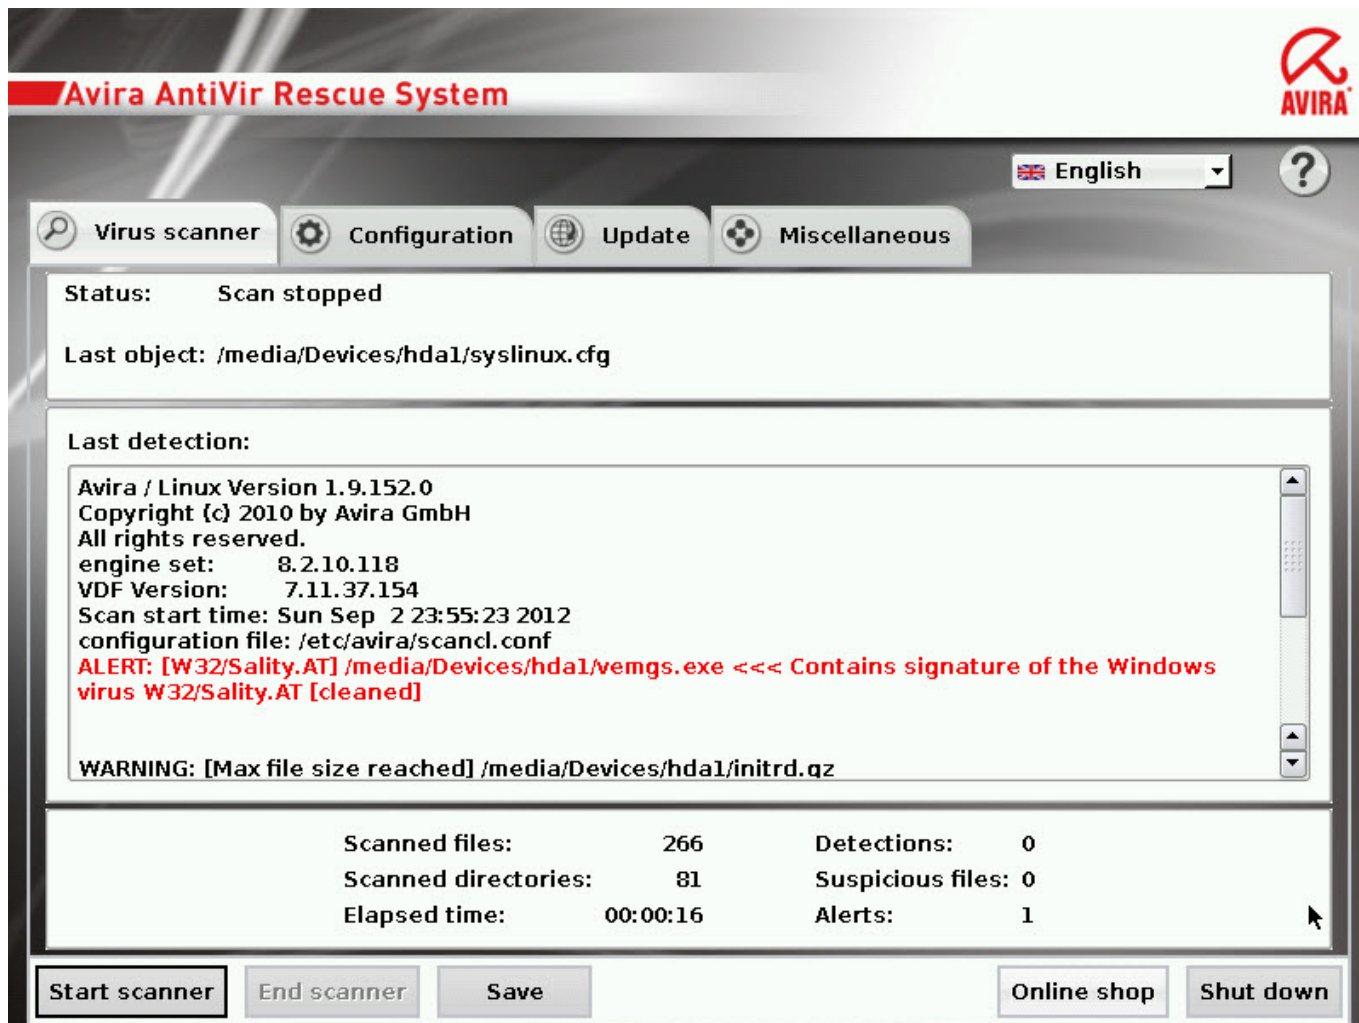 Avira AntiVir Rescue System
AVIRA
English
?
Virus scanner
Configuration
Update
Miscellaneous
Status: Scan stopped
Last object: /media/Devices/hda1/syslinux.cfg
Last detection:
Avira / Linux Version 1.9.152.0
Copyright (c) 2010 by Avira GmbH
All rights reserved.
engine set: 8.2.10.118
VDF Version: 7.11.37.154
Scan start time: Sun Sep 2 23:55:23 2012
configuration file: /etc/avira/scancl.conf
ALERT: [W32/Sality.AT] /media/Devices/hda1/vemgs.exe <<< Contains signature of the Windows
virus W32/Sality.AT [cleaned]
WARNING: [Max file size reached] /media/Devices/hda1/initrd.gz
Scanned files: 266 Detections: 0
Scanned directories: 81 Suspicious files: 0
Elapsed time: 00:00:16 Alerts: 1
Start scanner
End scanner
Save
Online shop
Shut down